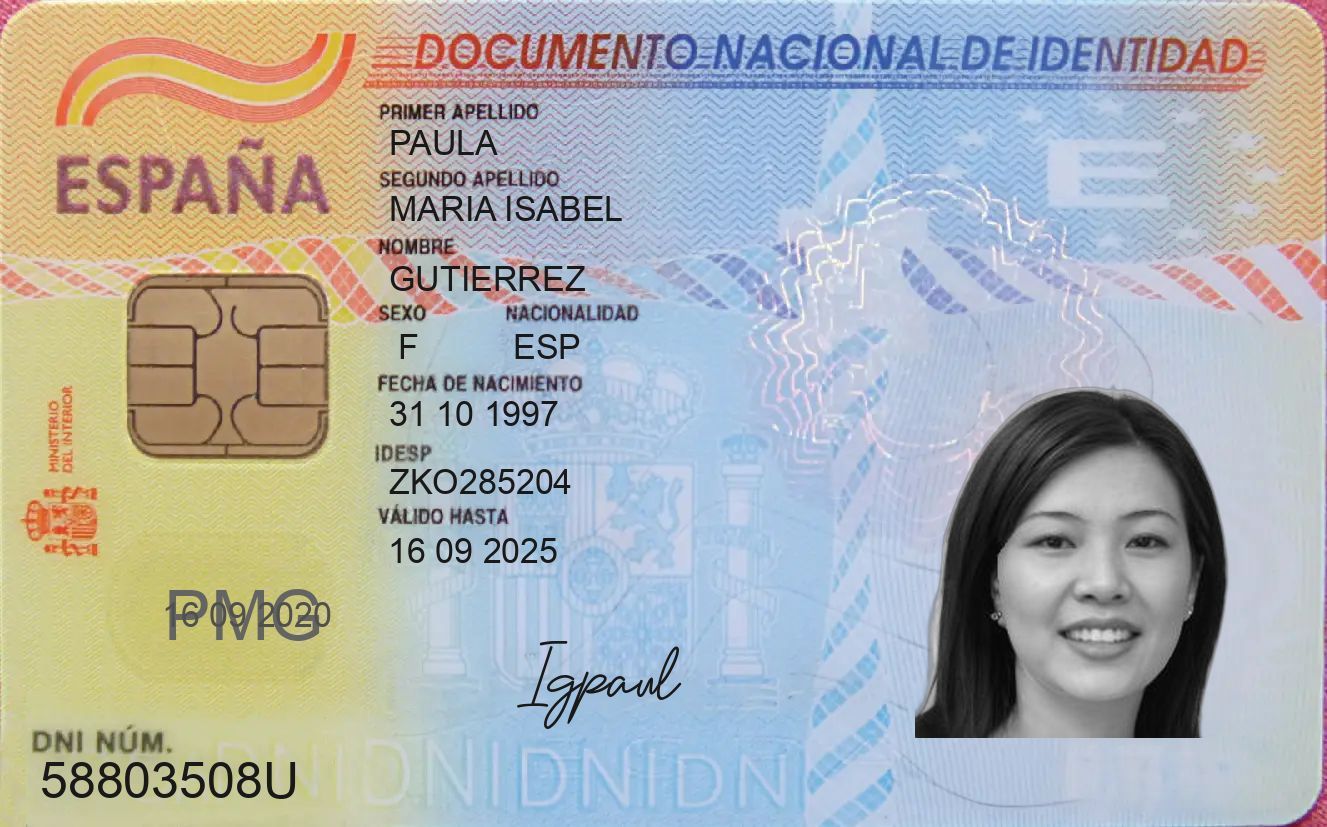 DOCUMENTO NACIONAL DE IDENTIDAD
ESPAÑA
PRIMER APELLIDO
PAULA
SEGUNDO APELLIDO
MARIA ISABEL
NOMBRE
GUTIERREZ
SEXO NACIONALIDAD
F ESP
FECHA DE NACIMIENTO
31 10 1997
IDESP
ZKO285204
VÁLIDO HASTA
16 09 2025
MINISTERIO
DEL INTERIOR
E
PMG
16 09 2020
Igpaul
DNI NÚM.
58803508U
DNIDNIDNIDNI